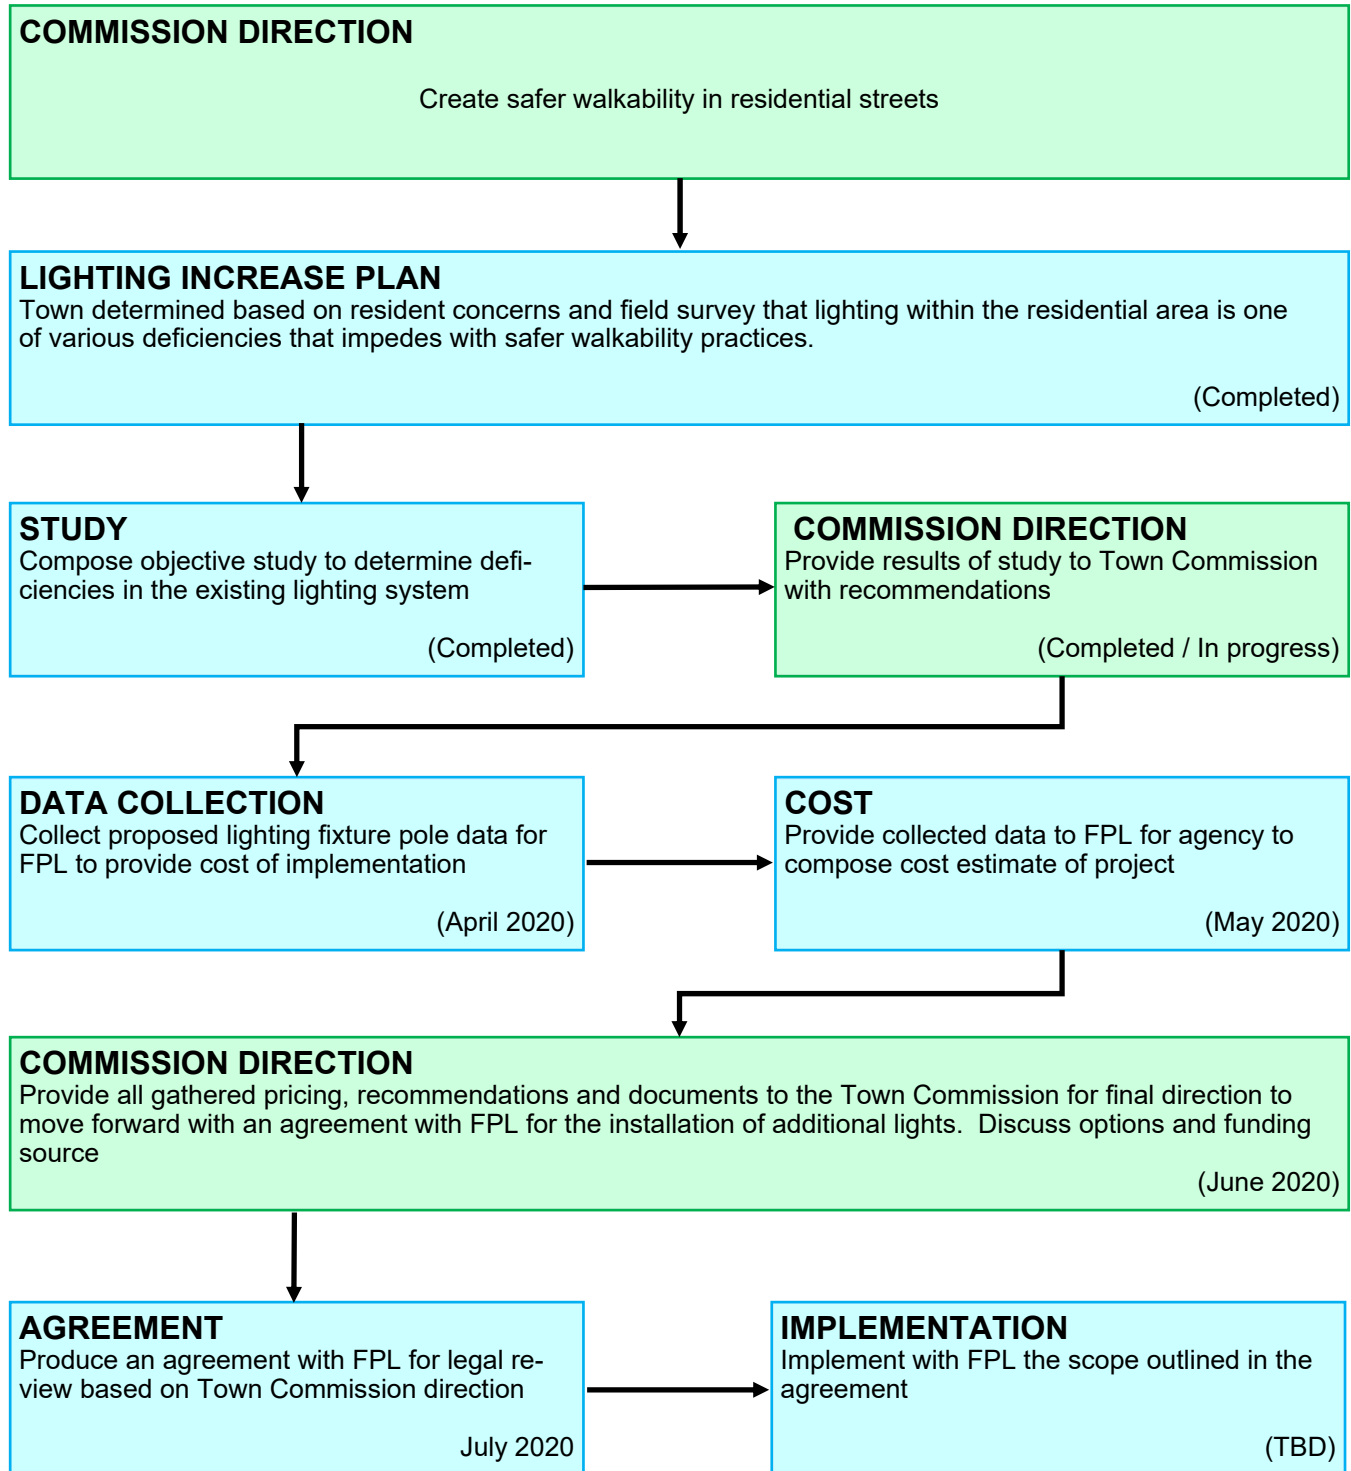 COMMISSION DIRECTION
Create safer walkability in residential streets
LIGHTING INCREASE PLAN
Town determined based on resident concerns and field survey that lighting within the residential area is one
of various deficiencies that impedes with safer walkability practices.
(Completed)
STUDY
Compose objective study to determine defi-
ciencies in the existing lighting system
(Completed)
COMMISSION DIRECTION
Provide results of study to Town Commission
with recommendations
(Completed / In progress)
DATA COLLECTION
Collect proposed lighting fixture pole data for
FPL to provide cost of implementation
(April 2020)
COST
Provide collected data to FPL for agency to
compose cost estimate of project
(May 2020)
COMMISSION DIRECTION
Provide all gathered pricing, recommendations and documents to the Town Commission for final direction to
move forward with an agreement with FPL for the installation of additional lights.  Discuss options and funding
source
(June 2020)
AGREEMENT
Produce an agreement with FPL for legal re-
view based on Town Commission direction
July 2020
IMPLEMENTATION
Implement with FPL the scope outlined in the
agreement
(TBD)